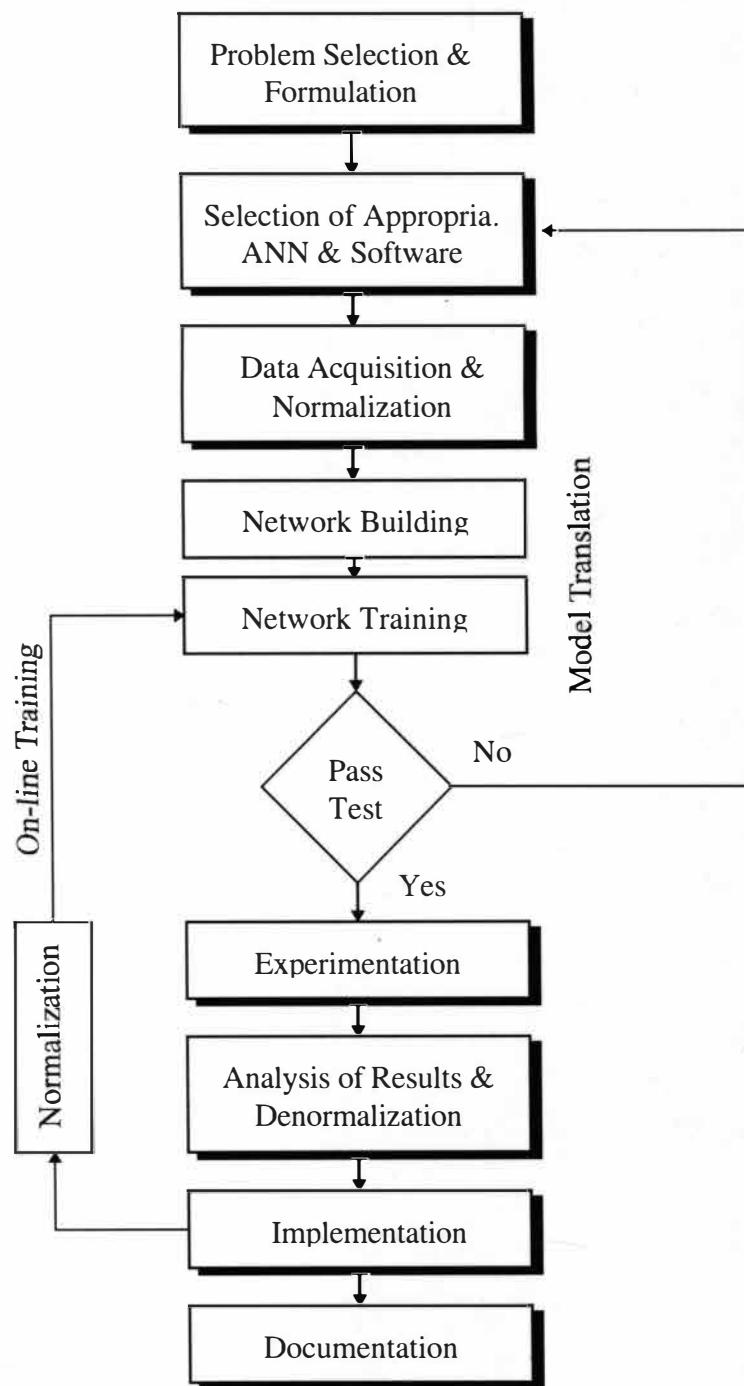 Problem Selection &
Formulation
Selection of Appropria.
ANN & Software
Data Acquisition &
Normalization
Network Building
Model Translation
Network Training
On-line Training
Pass
Test
No
Yes
Experimentation
Normalization
Analysis of Results &
Denormalization
Implementation
Documentation